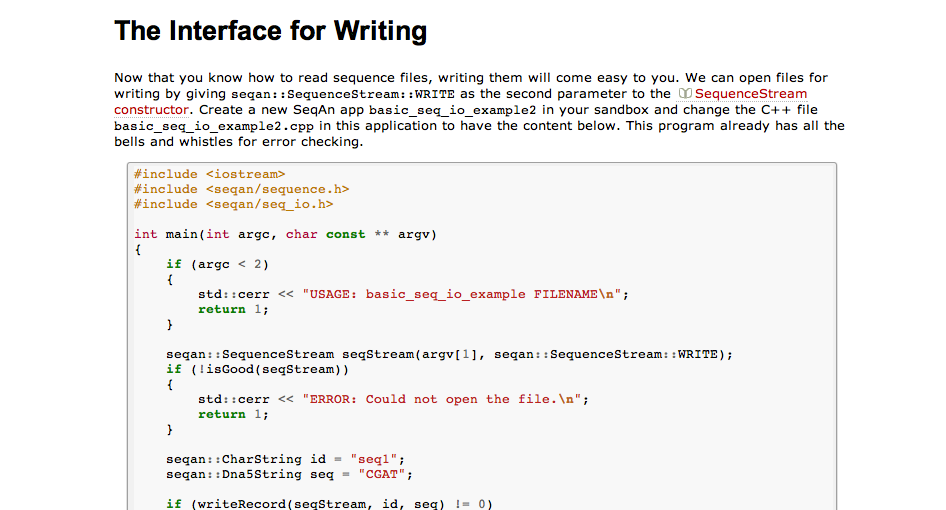 The Interface for Writing
Now that you know how to read sequence files, writing them will come easy to you. We can open files for
writing by giving seqan::SequenceStream::WRITE as the second parameter to the SequenceStream
constructor. Create a new SeqAn app basic_seq_io_example2 in your sandbox and change the C++ file
basic_seq_io_example2.cpp in this application to have the content below. This program already has all the
bells and whistles for error checking.
#include <iostream>
#include <seqan/sequence.h>
#include <seqan/seq_io.h>
int main(int argc, char const ** argv)
{
    if (argc < 2)
    {
        std::cerr << "USAGE: basic_seq_io_example FILENAME\n";
        return 1;
    }
    seqan::SequenceStream seqStream(argv[1], seqan::SequenceStream::WRITE);
    if (!isGood(seqStream))
    {
        std::cerr << "ERROR: Could not open the file.\n";
        return 1;
    }
    seqan::CharString id = "seq1";
    seqan::Dna5String seq = "CGAT";
    if (writeRecord(seqStream, id, seq) != 0)